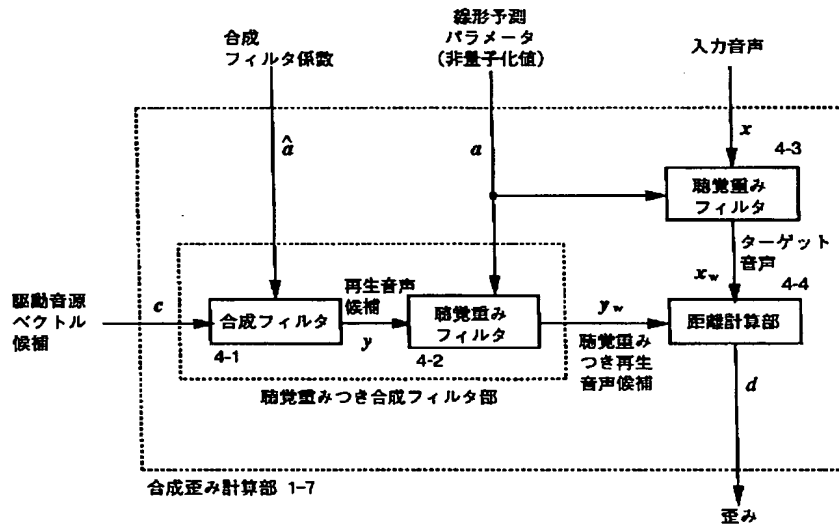 合成
フィルタ係数
線形予測
パラメータ
(非量子化値)
入力音声
â
a
x
4-3
聴覚重み
フィルタ
ターゲット
音声
x_w
4-4
駆動音源
ベクトル
候補
c
合成フィルタ
4-1
再生音声
候補
y
聴覚重み
フィルタ
4-2
y_w
聴覚重み
つき再生
音声候補
距離計算部
d
聴覚重みつき合成フィルタ部
合成歪み計算部 1-7
歪み